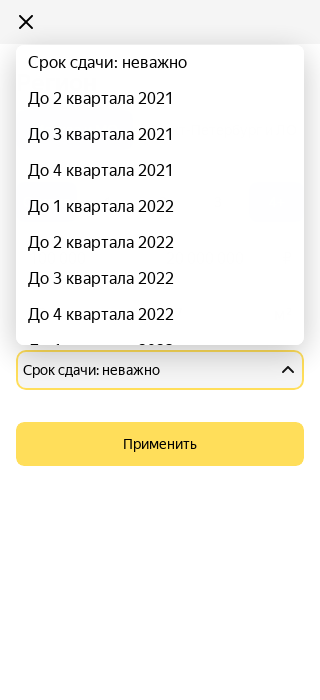 Срок сдачи: неважно
До 2 квартала 2021
До 3 квартала 2021
До 4 квартала 2021
До 1 квартала 2022
До 2 квартала 2022
До 3 квартала 2022
До 4 квартала 2022
Срок сдачи: неважно
Применить